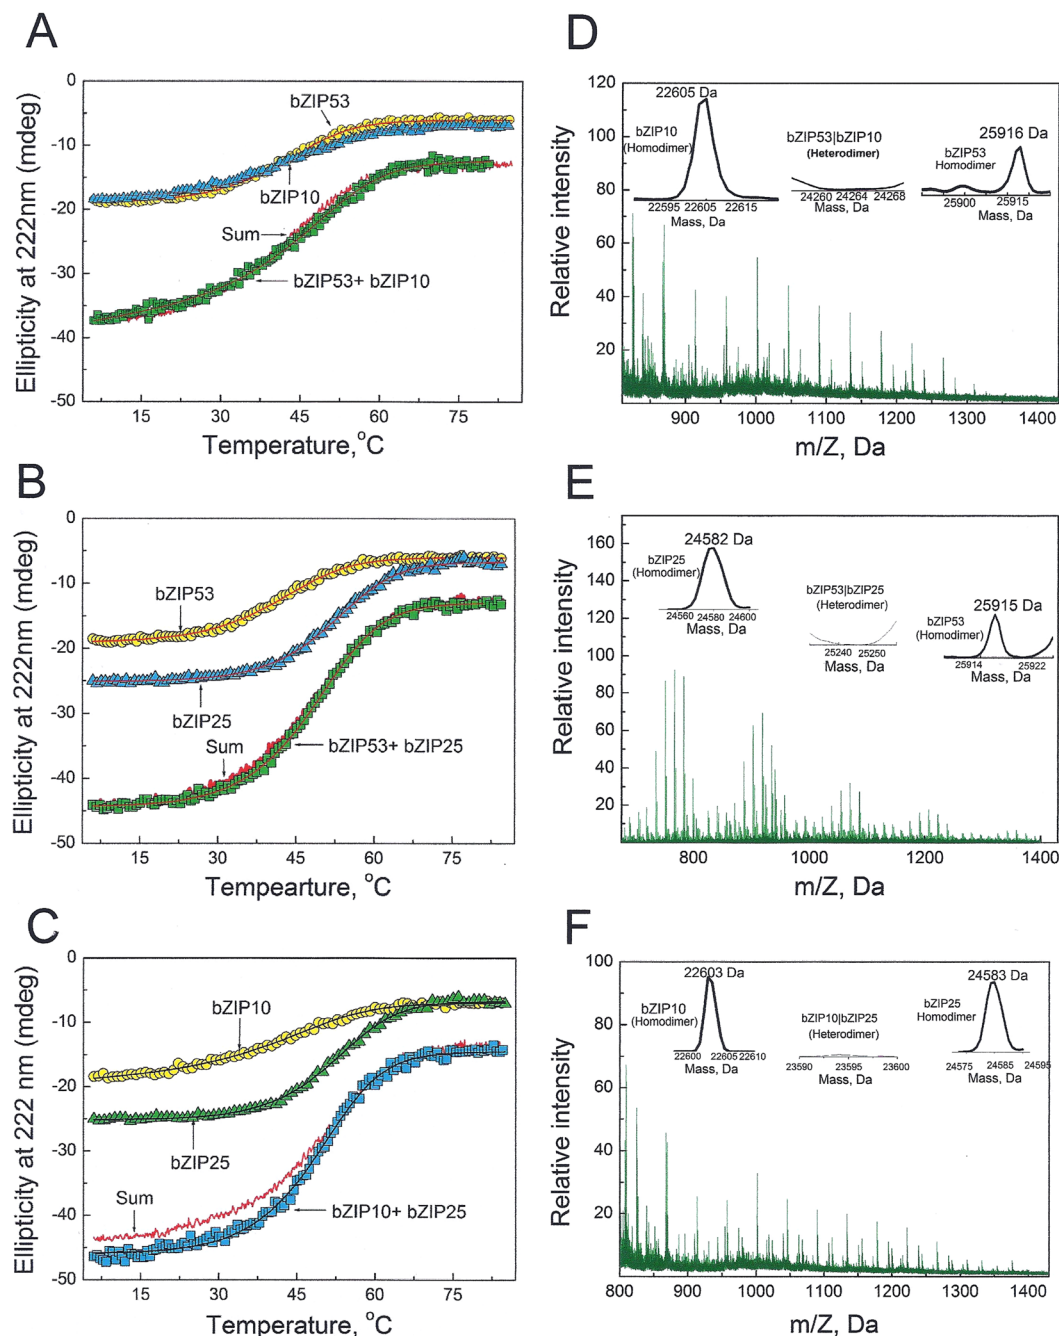 A
Ellipticity at 222nm (mdeg)
0
-10
-20
-30
-40
-50
bZIP53
bZIP10
Sum
bZIP53+ bZIP10
15 30 45 60 75
Temperature, °C
D
Relative intensity
120
100
80
60
40
20
22605 Da
bZIP10
(Homodimer)
22595 22605 22615
Mass, Da
bZIP53|bZIP10
(Heterodimer)
24260 24264 24268
Mass, Da
25916 Da
bZIP53
Homodimer
25900 25915
Mass, Da
900 1000 1100 1200 1300 1400
m/Z, Da
B
Ellipticity at 222nm (mdeg)
0
-10
-20
-30
-40
-50
bZIP53
bZIP25
Sum
bZIP53+ bZIP25
15 30 45 60 75
Tempearture, °C
E
Relative intensity
160
140
120
100
80
60
40
20
24582 Da
bZIP25
(Homodimer)
24560 24580 24600
Mass, Da
bZIP53|bZIP25
(Heterodimer)
25240 25250
Mass, Da
25915 Da
bZIP53
(Homodimer)
25914 25922
Mass, Da
800 1000 1200 1400
m/Z, Da
C
Ellipticity at 222 nm (mdeg)
0
-10
-20
-30
-40
-50
bZIP10
bZIP25
Sum
bZIP10+ bZIP25
15 30 45 60 75
Temperature, °C
F
Relative intensity
100
80
60
40
20
22603 Da
bZIP10
(Homodimer)
22600 22605 22610
Mass, Da
bZIP10|bZIP25
(Heterodimer)
23590 23595 23600
Mass, Da
24583 Da
bZIP25
Homodimer
24575 24585 24595
Mass, Da
800 900 1000 1100 1200 1300 1400
m/Z, Da